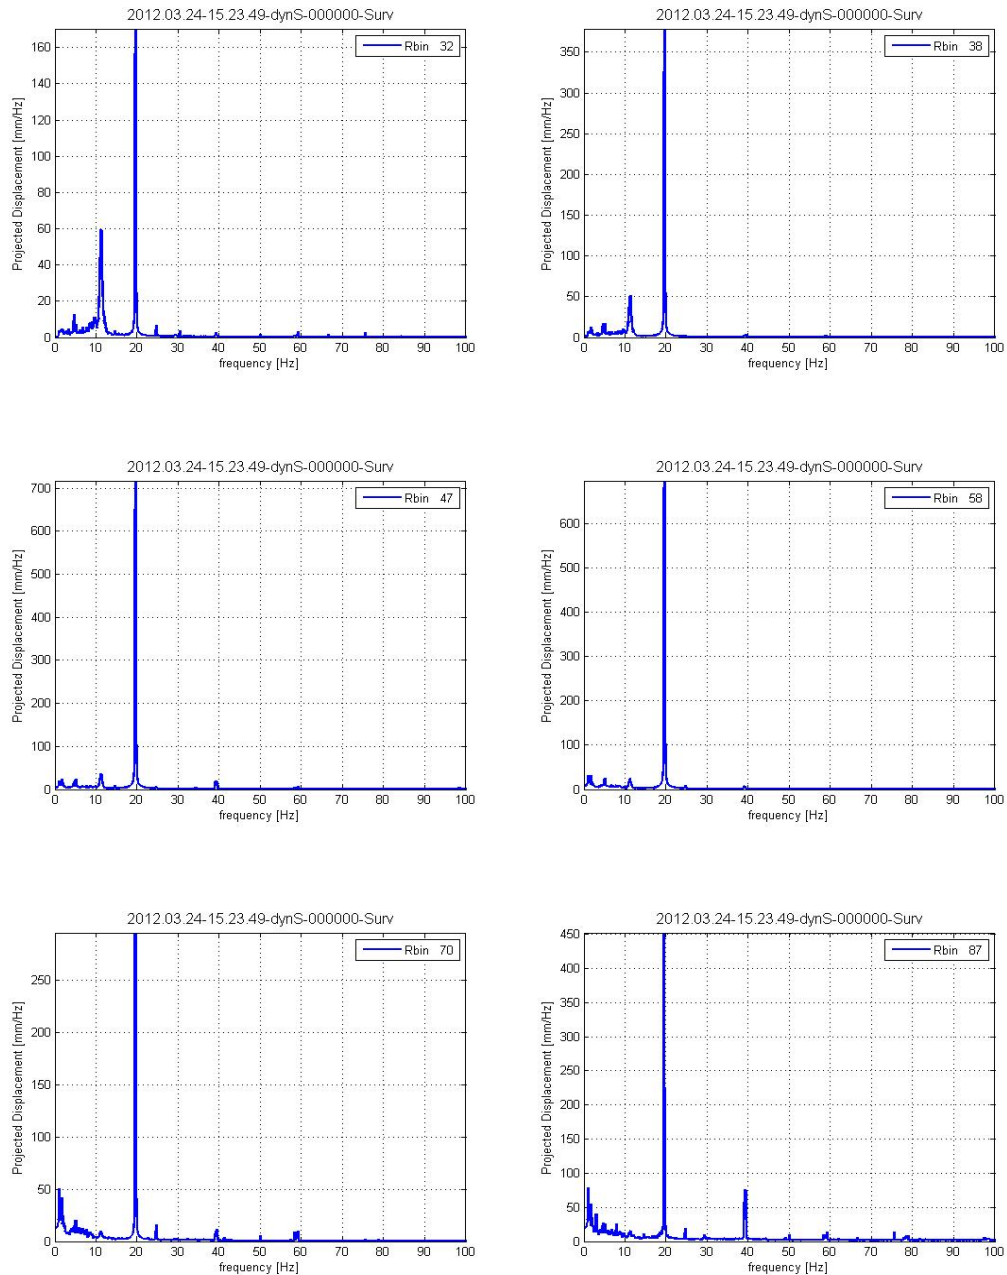 2012.03.24-15.23.49-dynS-000000-Surv
Rbin 32
Projected Displacement [mm/Hz]
160
140
120
100
80
60
40
20
0
0 10 20 30 40 50 60 70 80 90 100
frequency [Hz]
2012.03.24-15.23.49-dynS-000000-Surv
Rbin 38
Projected Displacement [mm/Hz]
350
300
250
200
150
100
50
0
0 10 20 30 40 50 60 70 80 90 100
frequency [Hz]
2012.03.24-15.23.49-dynS-000000-Surv
Rbin 47
Projected Displacement [mm/Hz]
700
600
500
400
300
200
100
0
0 10 20 30 40 50 60 70 80 90 100
frequency [Hz]
2012.03.24-15.23.49-dynS-000000-Surv
Rbin 58
Projected Displacement [mm/Hz]
600
500
400
300
200
100
0
0 10 20 30 40 50 60 70 80 90 100
frequency [Hz]
2012.03.24-15.23.49-dynS-000000-Surv
Rbin 70
Projected Displacement [mm/Hz]
250
200
150
100
50
0
0 10 20 30 40 50 60 70 80 90 100
frequency [Hz]
2012.03.24-15.23.49-dynS-000000-Surv
Rbin 87
Projected Displacement [mm/Hz]
450
400
350
300
250
200
150
100
50
0
0 10 20 30 40 50 60 70 80 90 100
frequency [Hz]